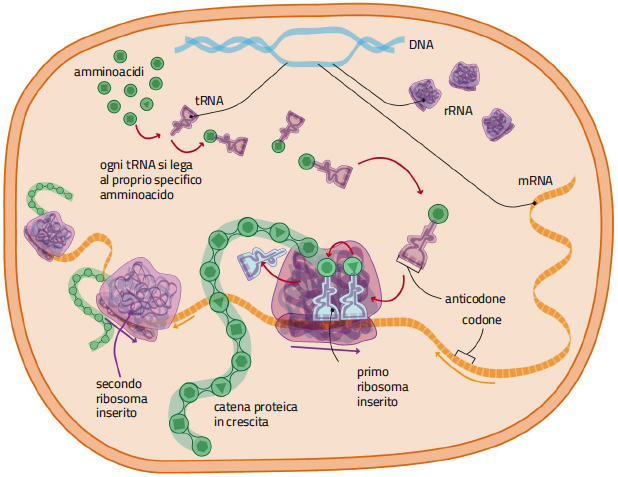 DNA
amminoacidi
tRNA
rRNA
ogni tRNA si lega
al proprio specifico
amminoacido
mRNA
anticodone
codone
secondo
ribosoma
inserito
catena proteica
in crescita
primo
ribosoma
inserito